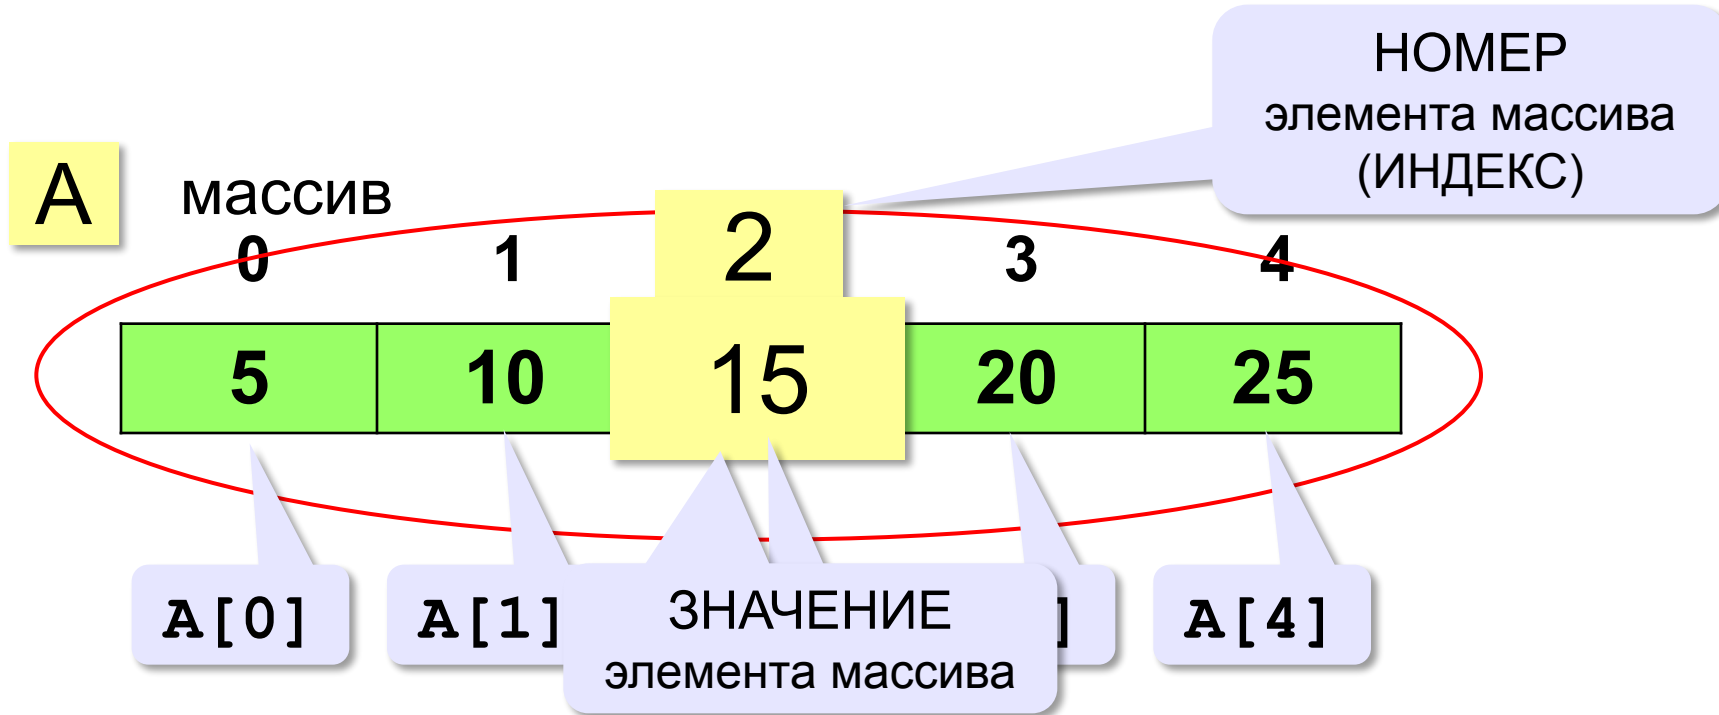 НОМЕР
элемента массива
(ИНДЕКС)
A
массив
0 1 2 3 4
5 10 15 20 25
A[0] A[1] ] A[4]
ЗНАЧЕНИЕ
элемента массива